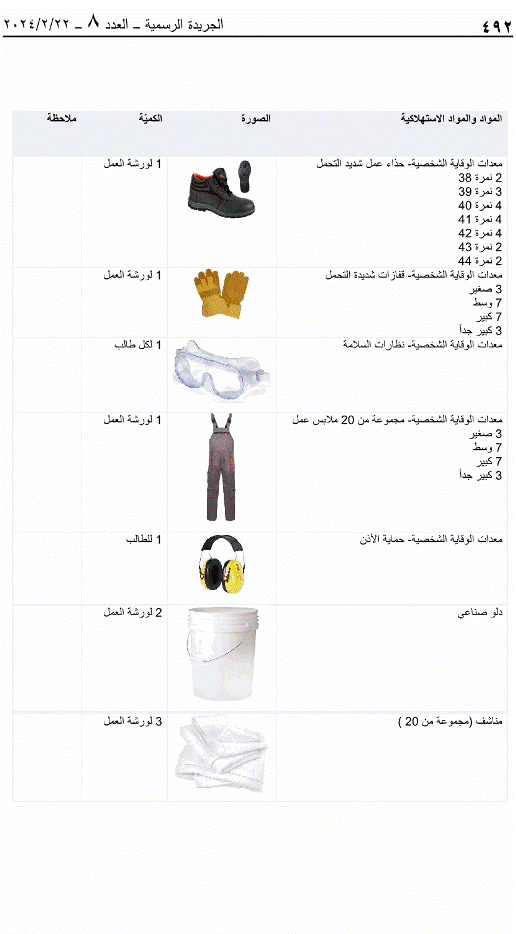 ٤٩٢
الجريدة الرسمية ــ العدد ٨ ــ ٢٠٢٤/٢/٢٢
المواد والمواد الاستهلاكية الصورة الكميّة ملاحظة
معدات الوقاية الشخصية- حذاء عمل شديد التحمل 1 لورشة العمل
2 نمرة 38
3 نمرة 39
4 نمرة 40
4 نمرة 41
4 نمرة 42
2 نمرة 43
2 نمرة 44
معدات الوقاية الشخصية- قفازات شديدة التحمل 1 لورشة العمل
3 صغير
7 وسط
7 كبير
3 كبير جداً
معدات الوقاية الشخصية- نظارات السلامة 1 لكل طالب
معدات الوقاية الشخصية- مجموعة من 20 ملابس عمل 1 لورشة العمل
3 صغير
7 وسط
7 كبير
3 كبير جداً
معدات الوقاية الشخصية- حماية الأذن 1 للطالب
دلو صناعي 2 لورشة العمل
مناشف (مجموعة من 20 ) 3 لورشة العمل